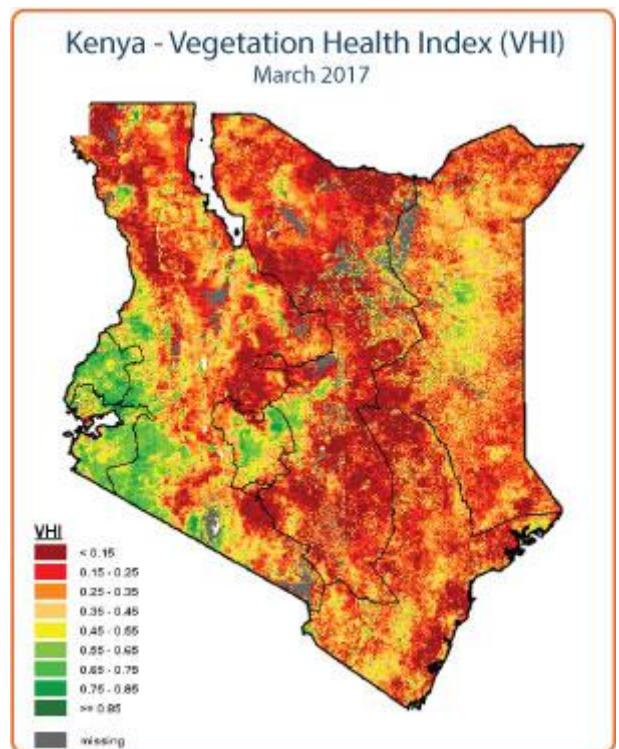 Kenya - Vegetation Health Index (VHI)
March 2017
VHI
< 0.15
0.15 - 0.25
0.25 - 0.35
0.35 - 0.45
0.45 - 0.55
0.55 - 0.65
0.65 - 0.75
0.75 - 0.85
>= 0.85
missing